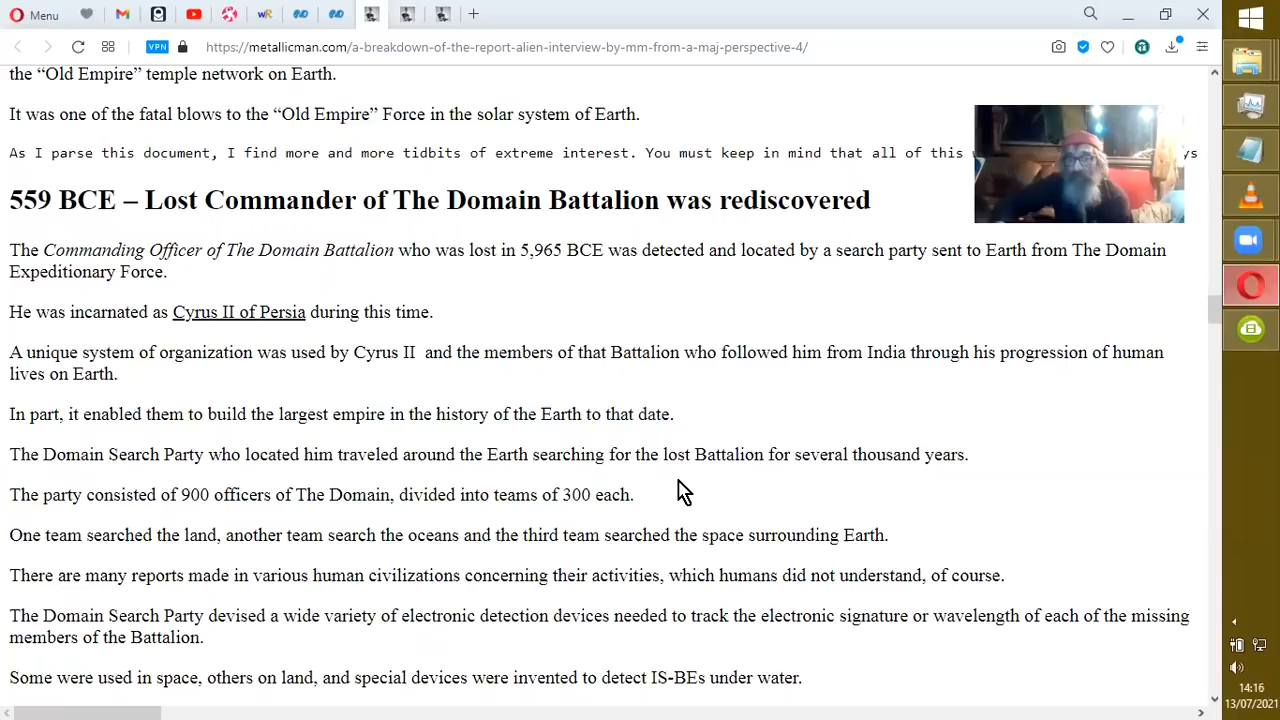 Menu
https://metallicman.com/a-breakdown-of-the-report-alien-interview-by-mm-from-a-maj-perspective-4/
VPN
the “Old Empire” temple network on Earth.
It was one of the fatal blows to the “Old Empire” Force in the solar system of Earth.
As I parse this document, I find more and more tidbits of extreme interest. You must keep in mind that all of this
559 BCE – Lost Commander of The Domain Battalion was rediscovered
The Commanding Officer of The Domain Battalion who was lost in 5,965 BCE was detected and located by a search party sent to Earth from The Domain
Expeditionary Force.
He was incarnated as Cyrus II of Persia during this time.
A unique system of organization was used by Cyrus II  and the members of that Battalion who followed him from India through his progression of human
lives on Earth.
In part, it enabled them to build the largest empire in the history of the Earth to that date.
The Domain Search Party who located him traveled around the Earth searching for the lost Battalion for several thousand years.
The party consisted of 900 officers of The Domain, divided into teams of 300 each.
One team searched the land, another team search the oceans and the third team searched the space surrounding Earth.
There are many reports made in various human civilizations concerning their activities, which humans did not understand, of course.
The Domain Search Party devised a wide variety of electronic detection devices needed to track the electronic signature or wavelength of each of the missing
members of the Battalion.
Some were used in space, others on land, and special devices were invented to detect IS-BEs under water.
14:16
13/07/2021